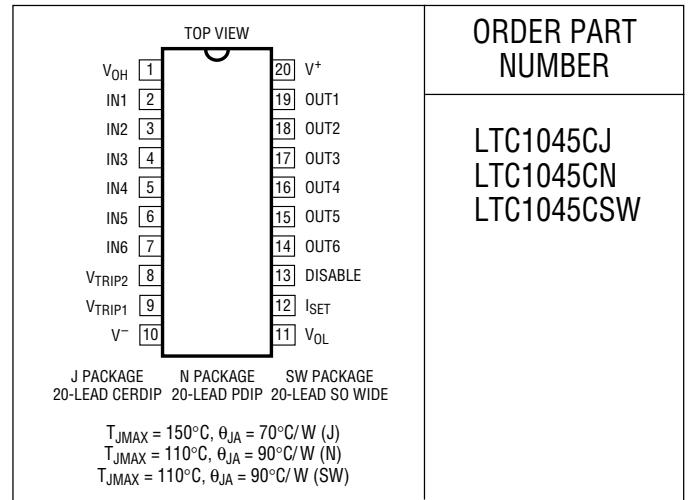 TOP VIEW
V_OH 1 20 V⁺
IN1 2 19 OUT1
IN2 3 18 OUT2
IN3 4 17 OUT3
IN4 5 16 OUT4
IN5 6 15 OUT5
IN6 7 14 OUT6
V_TRIP2 8 13 DISABLE
V_TRIP1 9 12 I_SET
V⁻ 10 11 V_OL
J PACKAGE N PACKAGE SW PACKAGE
20-LEAD CERDIP 20-LEAD PDIP 20-LEAD SO WIDE
T_JMAX = 150°C, θ_JA = 70°C/W (J)
T_JMAX = 110°C, θ_JA = 90°C/W (N)
T_JMAX = 110°C, θ_JA = 90°C/W (SW)
ORDER PART
NUMBER
LTC1045CJ
LTC1045CN
LTC1045CSW